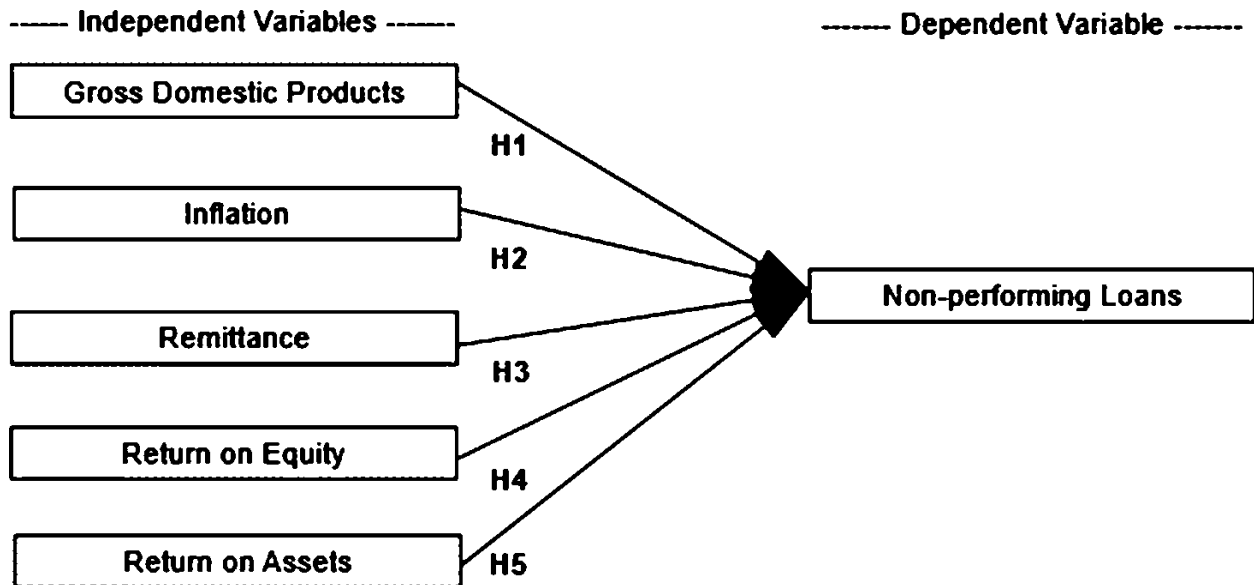 ------ Independent Variables ------
------- Dependent Variable -------
Gross Domestic Products
H1
Inflation
H2
Non-performing Loans
Remittance
H3
Return on Equity
H4
Return on Assets
H5